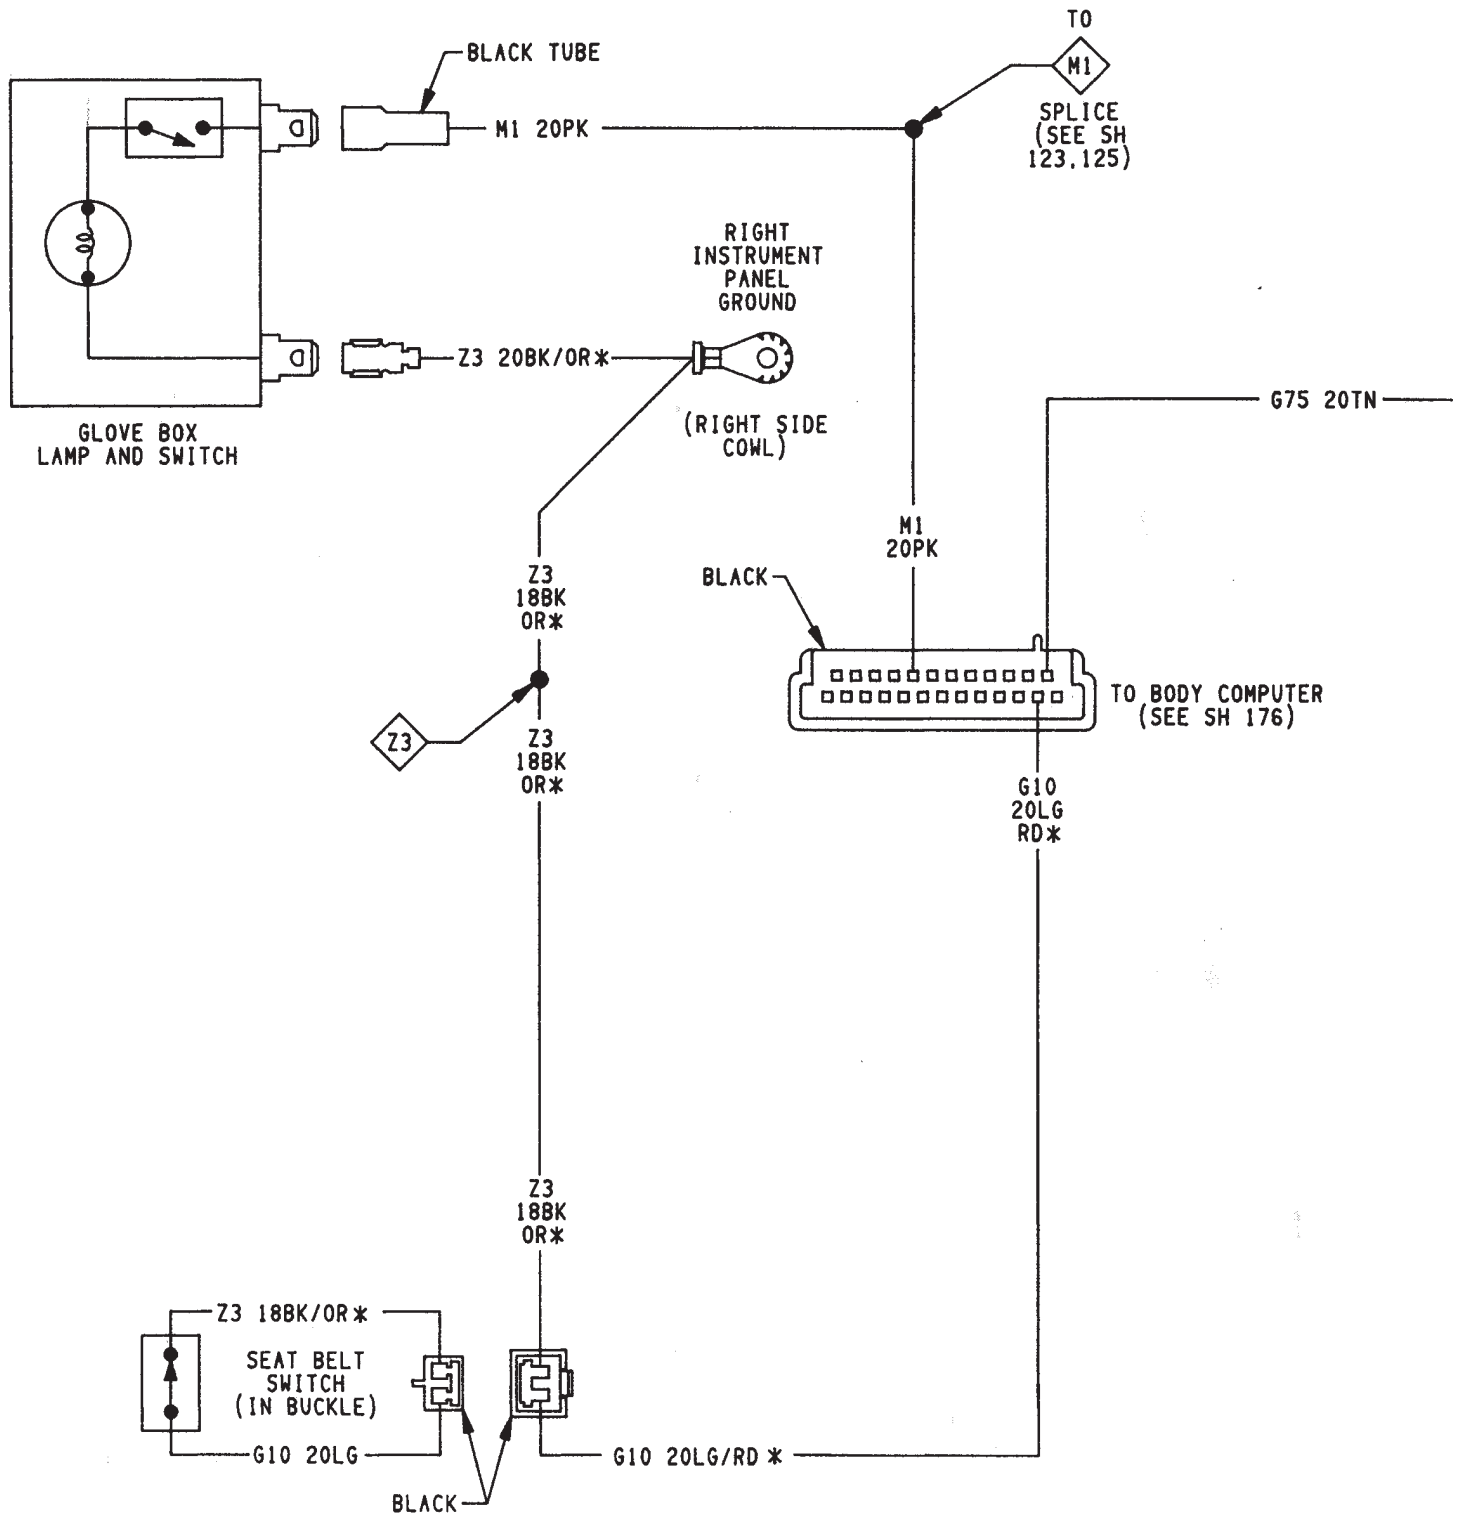 TO
BLACK TUBE
M1
M1 20PK
SPLICE
(SEE SH
123,125)
RIGHT
INSTRUMENT
PANEL
GROUND
Z3 20BK/OR*
G75 20TN
(RIGHT SIDE
COWL)
GLOVE BOX
LAMP AND SWITCH
M1
20PK
BLACK
Z3
18BK
OR*
TO BODY COMPUTER
(SEE SH 176)
Z3
Z3
18BK
OR*
G10
20LG
RD*
Z3
18BK
OR*
Z3 18BK/OR*
SEAT BELT
SWITCH
(IN BUCKLE)
G10 20LG
G10 20LG/RD *
BLACK